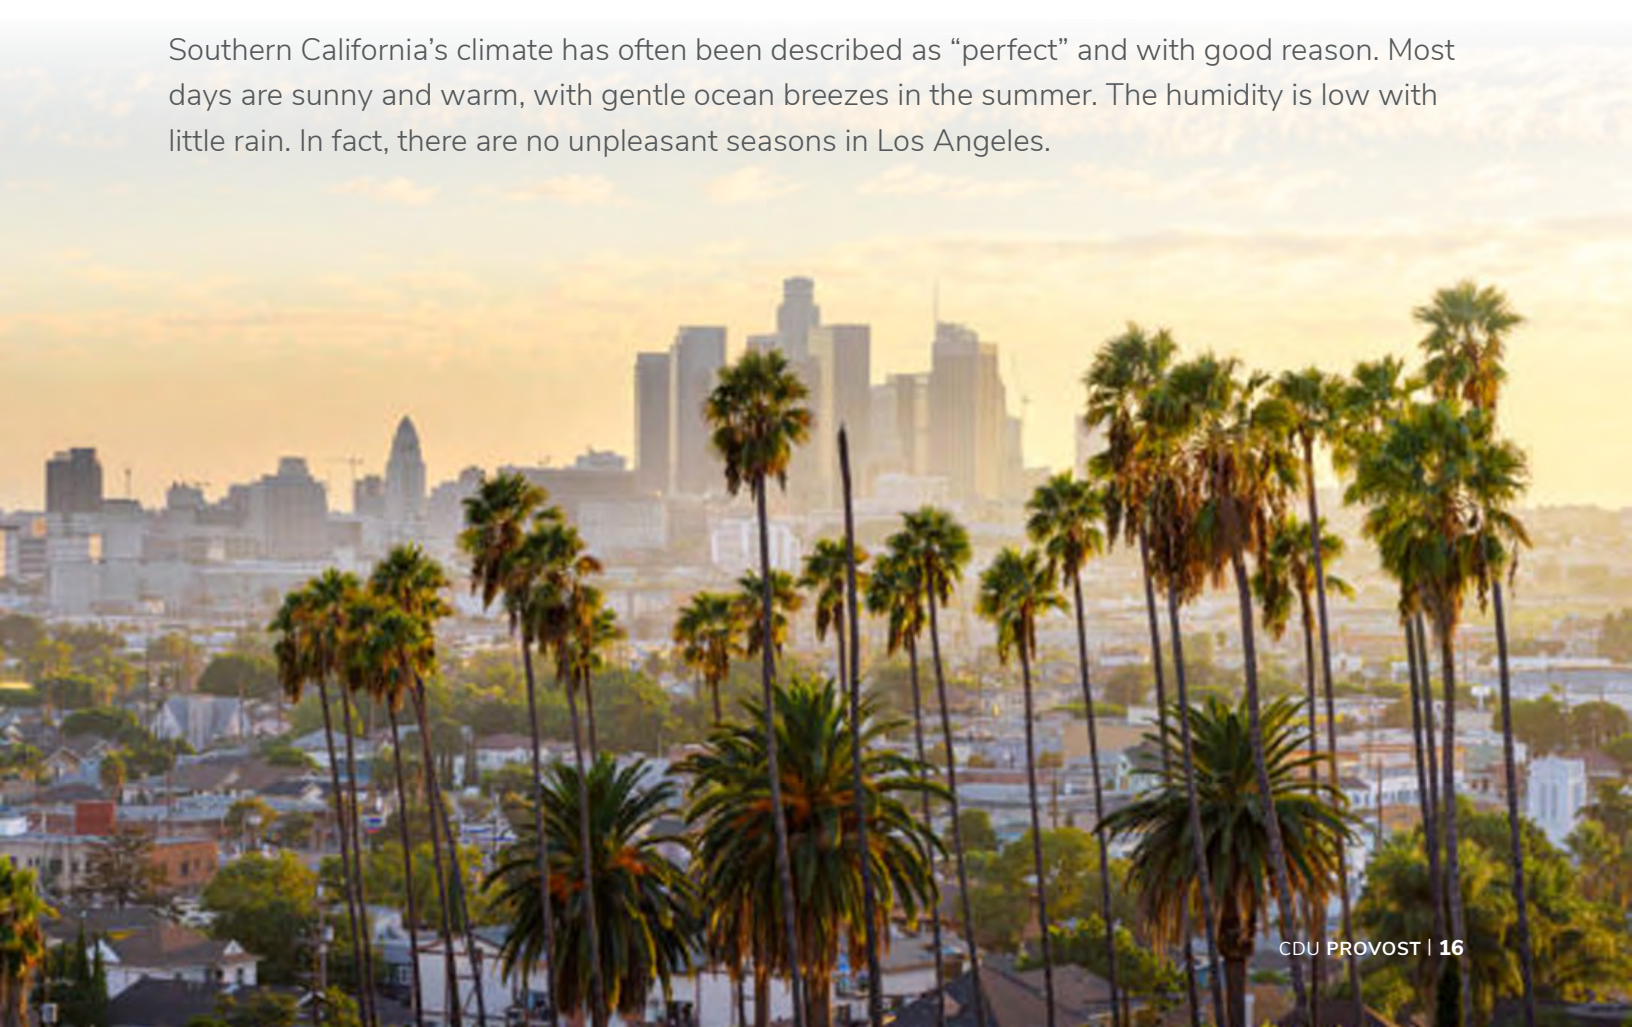 Southern California’s climate has often been described as “perfect” and with good reason. Most
days are sunny and warm, with gentle ocean breezes in the summer. The humidity is low with
little rain. In fact, there are no unpleasant seasons in Los Angeles.
CDU PROVOST | 16